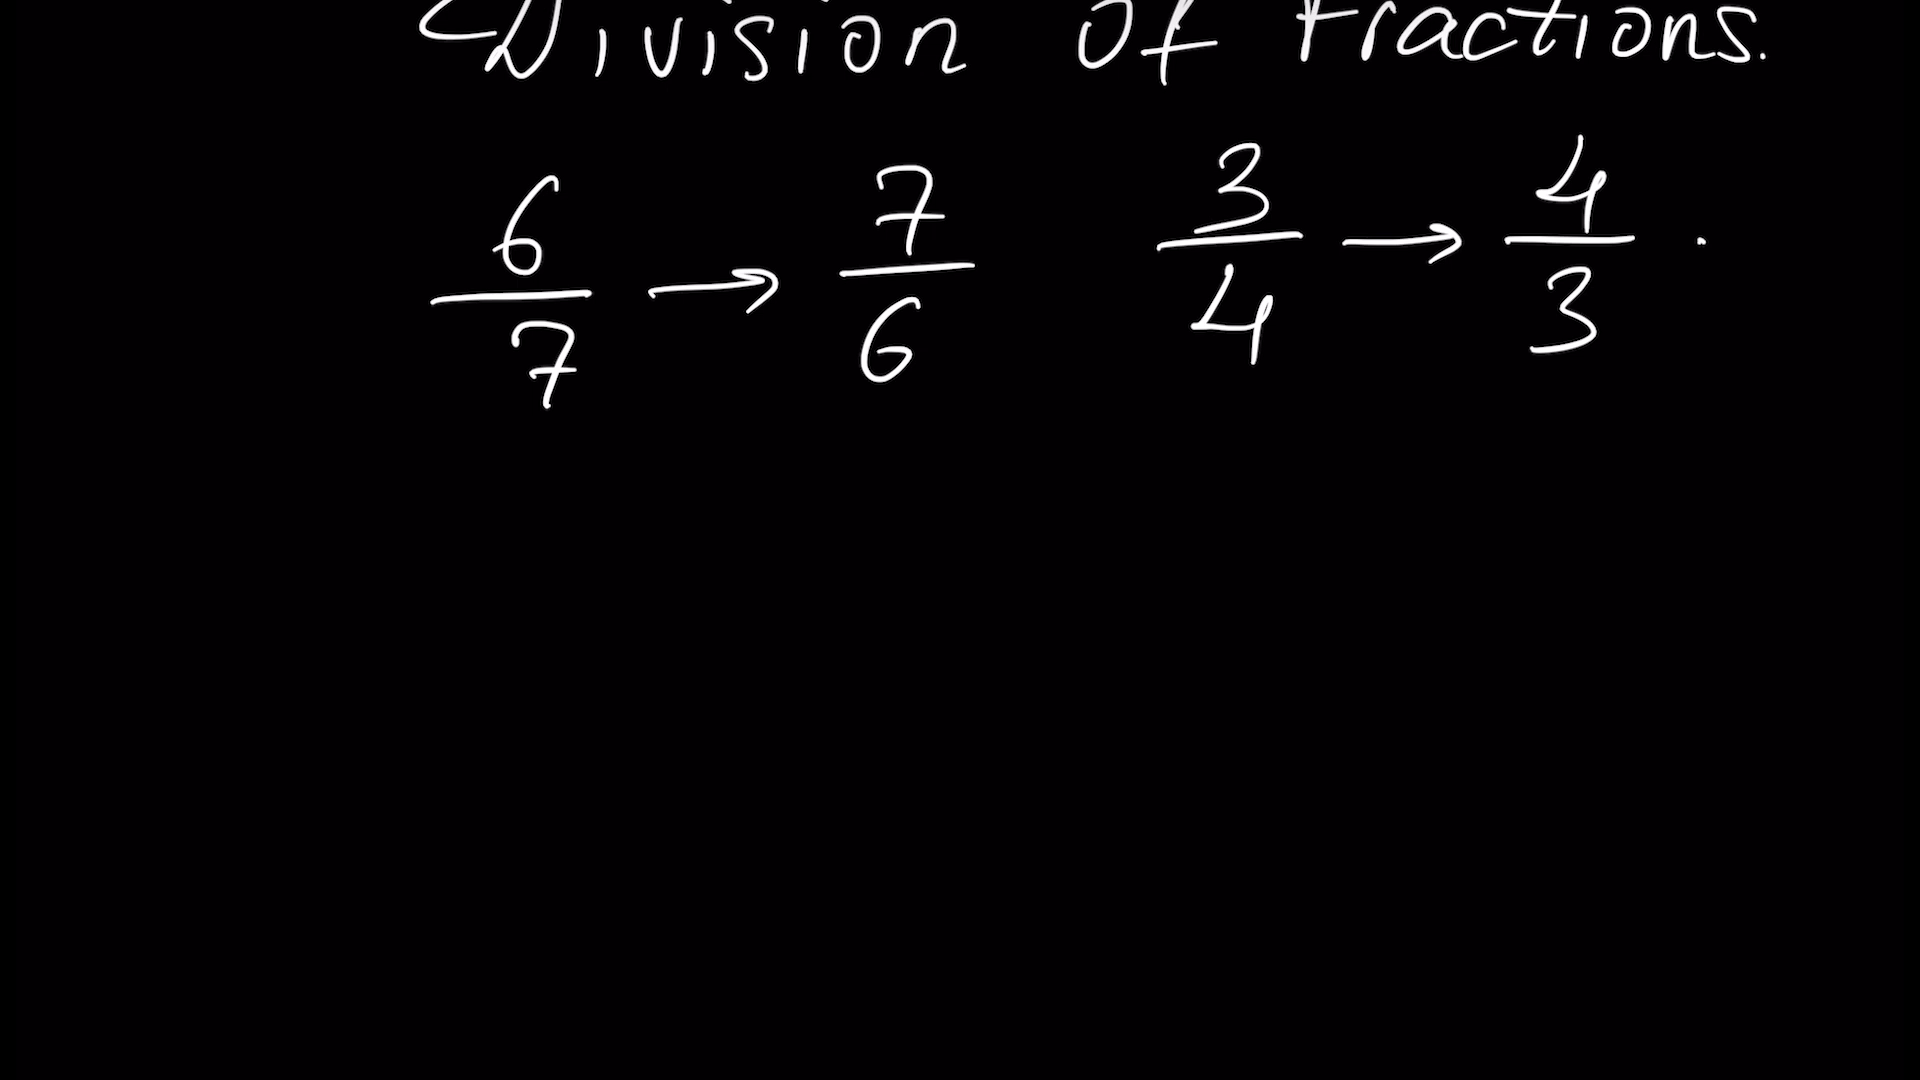 Division of Fractions.
6/7 → 7/6 3/4 → 4/3 .